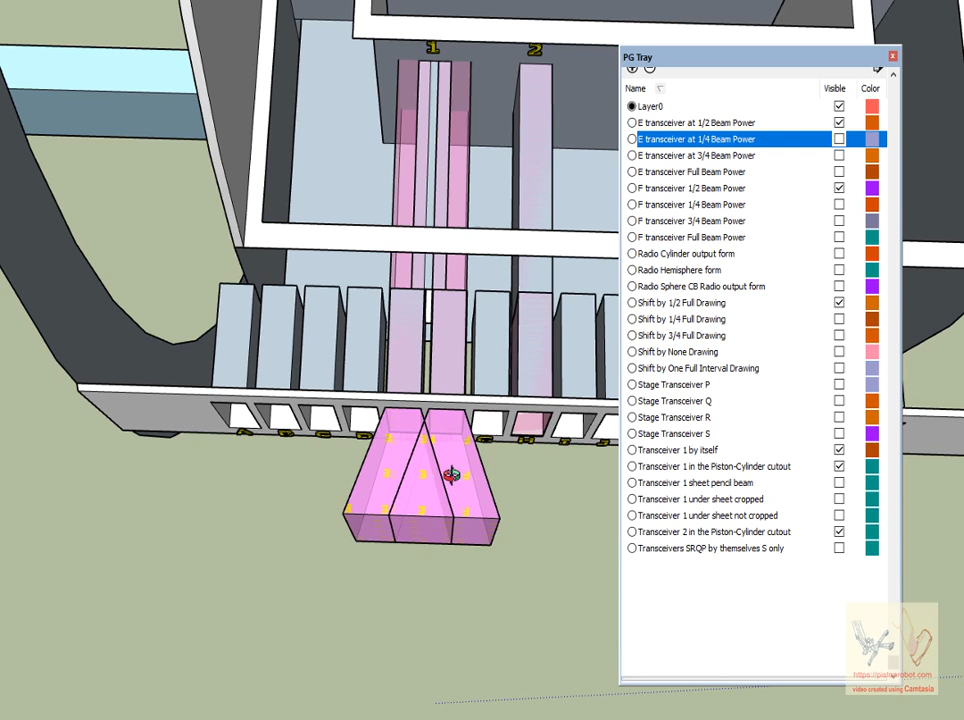 1
2
PG Tray
Name
Visible
Color
Layer0
E transceiver at 1/2 Beam Power
E transceiver at 1/4 Beam Power
E transceiver at 3/4 Beam Power
E transceiver Full Beam Power
F transceiver 1/2 Beam Power
F transceiver 1/4 Beam Power
F transceiver 3/4 Beam Power
F transceiver Full Beam Power
Radio Cylinder output form
Radio Hemisphere form
Radio Sphere CB Radio output form
Shift by 1/2 Full Drawing
Shift by 1/4 Full Drawing
Shift by 3/4 Full Drawing
Shift by None Drawing
Shift by One Full Interval Drawing
Stage Transceiver P
Stage Transceiver Q
Stage Transceiver R
Stage Transceiver S
Transceiver 1 by itself
Transceiver 1 in the Piston-Cylinder cutout
Transceiver 1 sheet pencil beam
Transceiver 1 under sheet cropped
Transceiver 1 under sheet not cropped
Transceiver 2 in the Piston-Cylinder cutout
Transceivers SRQP by themselves S only
video created using Camtasia